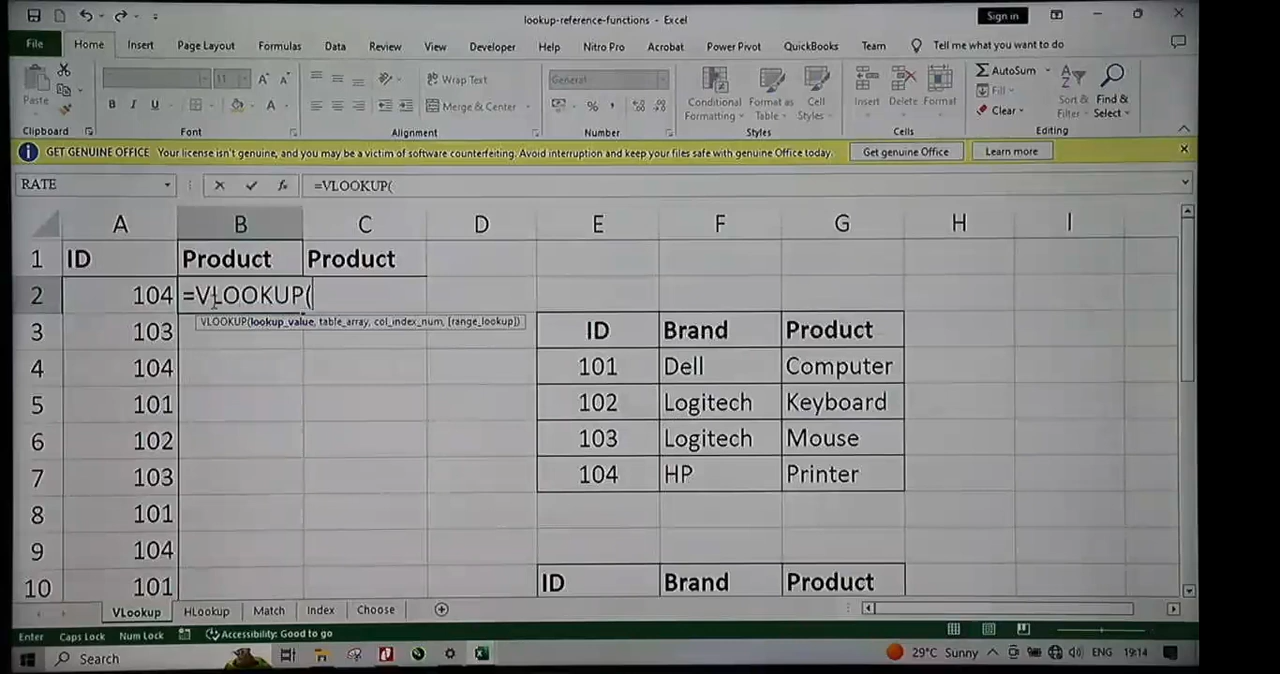 lookup-reference-functions - Excel
Sign in
File Home Insert Page Layout Formulas Data Review View Developer Help Nitro Pro Acrobat Power Pivot QuickBooks Team Tell me what you want to do
Paste
11 A A
Wrap Text
General
Conditional Formatting
Format as Table
Cell Styles
Insert
Delete
Format
AutoSum
Fill
Clear
Sort & Filter
Find & Select
B I U A
Merge & Center
%
Clipboard Font Alignment Number Styles Cells Editing
GET GENUINE OFFICE Your license isn't genuine, and you may be a victim of software counterfeiting. Avoid interruption and keep your files safe with genuine Office today. Get genuine Office Learn more
RATE fx =VLOOKUP(
A B C D E F G H I
1 ID Product Product
2 104 =VLOOKUP(
VLOOKUP(lookup_value, table_array, col_index_num, [range_lookup])
3 103 ID Brand Product
4 104 101 Dell Computer
5 101 102 Logitech Keyboard
6 102 103 Logitech Mouse
7 103 104 HP Printer
8 101
9 104
10 101 ID Brand Product
VLookup HLookup Match Index Choose
Enter Caps Lock Num Lock Accessibility: Good to go
Search
29°C Sunny ENG 19:14